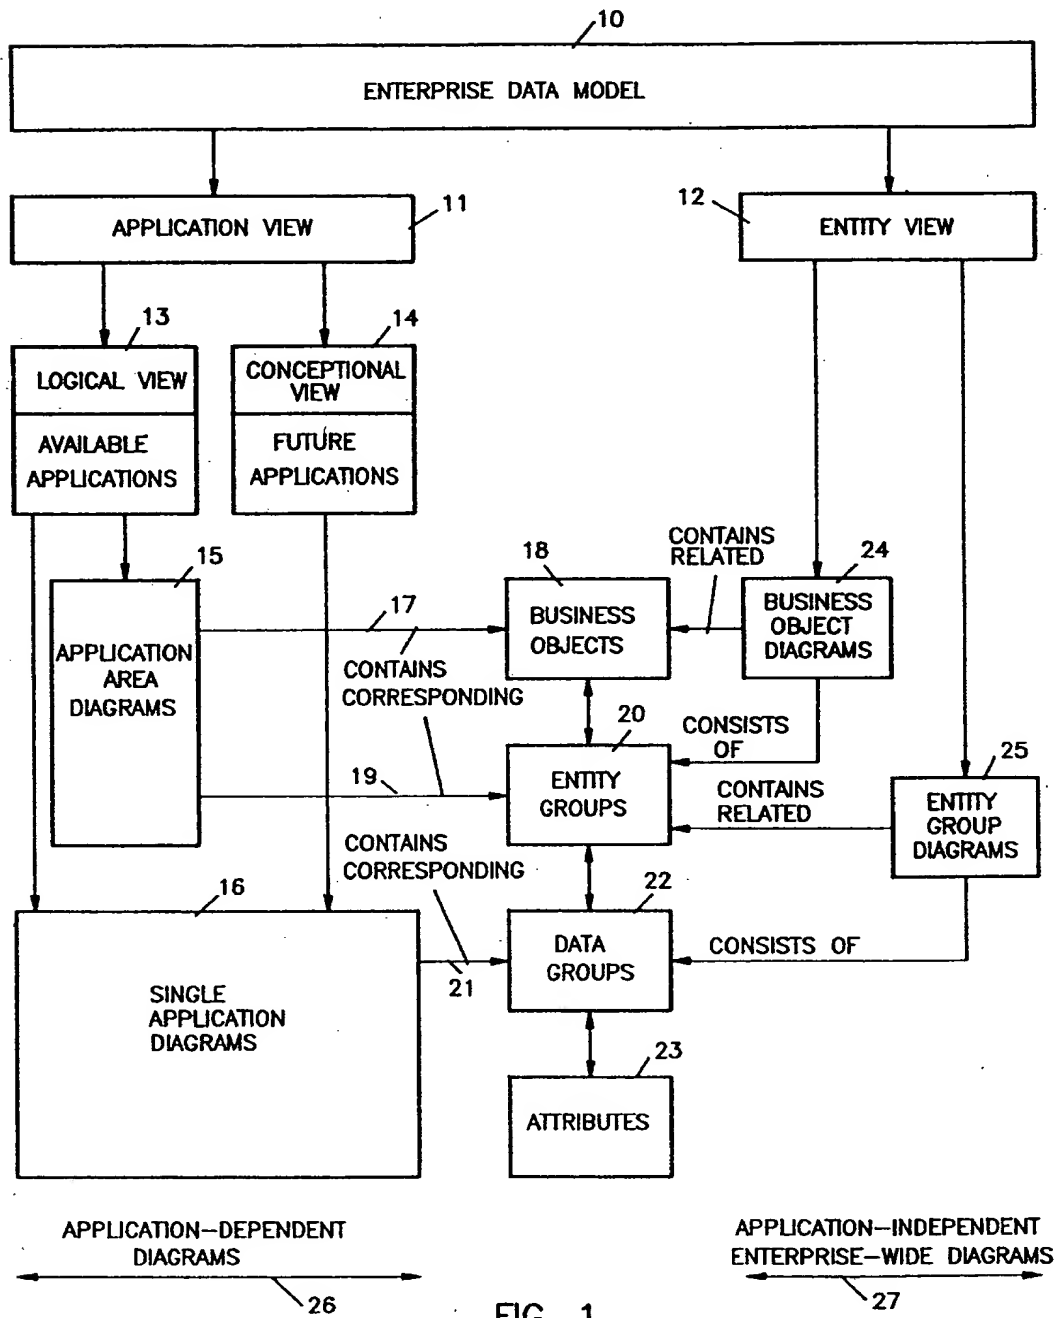 10
ENTERPRISE DATA MODEL
11
APPLICATION VIEW
12
ENTITY VIEW
13
LOGICAL VIEW
AVAILABLE
APPLICATIONS
14
CONCEPTIONAL
VIEW
FUTURE
APPLICATIONS
15
APPLICATION
AREA
DIAGRAMS
17
CONTAINS
CORRESPONDING
18
BUSINESS
OBJECTS
CONTAINS
RELATED
24
BUSINESS
OBJECT
DIAGRAMS
19
20
ENTITY
GROUPS
CONSISTS
OF
CONTAINS
RELATED
25
ENTITY
GROUP
DIAGRAMS
CONTAINS
CORRESPONDING
16
SINGLE
APPLICATION
DIAGRAMS
21
22
DATA
GROUPS
CONSISTS OF
23
ATTRIBUTES
APPLICATION-DEPENDENT
DIAGRAMS
26
APPLICATION-INDEPENDENT
ENTERPRISE-WIDE DIAGRAMS
27
FIG. 1